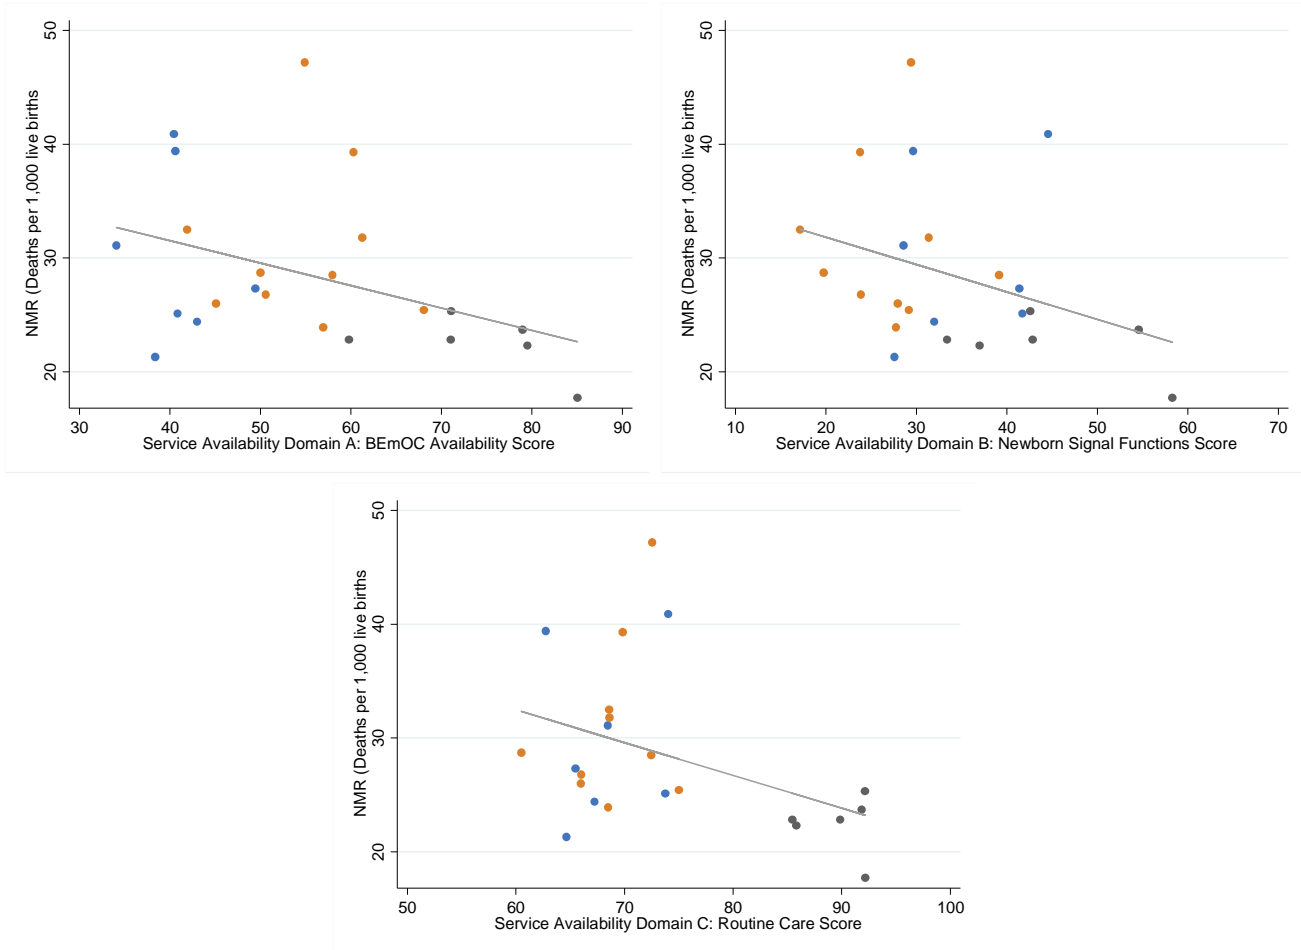 50
40
30
20
NMR (Deaths per 1,000 live births
30 40 50 60 70 80 90
Service Availability Domain A: BEmOC Availability Score
50
40
30
20
NMR (Deaths per 1,000 live births
10 20 30 40 50 60 70
Service Availability Domain B: Newborn Signal Functions Score
50
40
30
20
NMR (Deaths per 1,000 live births
50 60 70 80 90 100
Service Availability Domain C: Routine Care Score